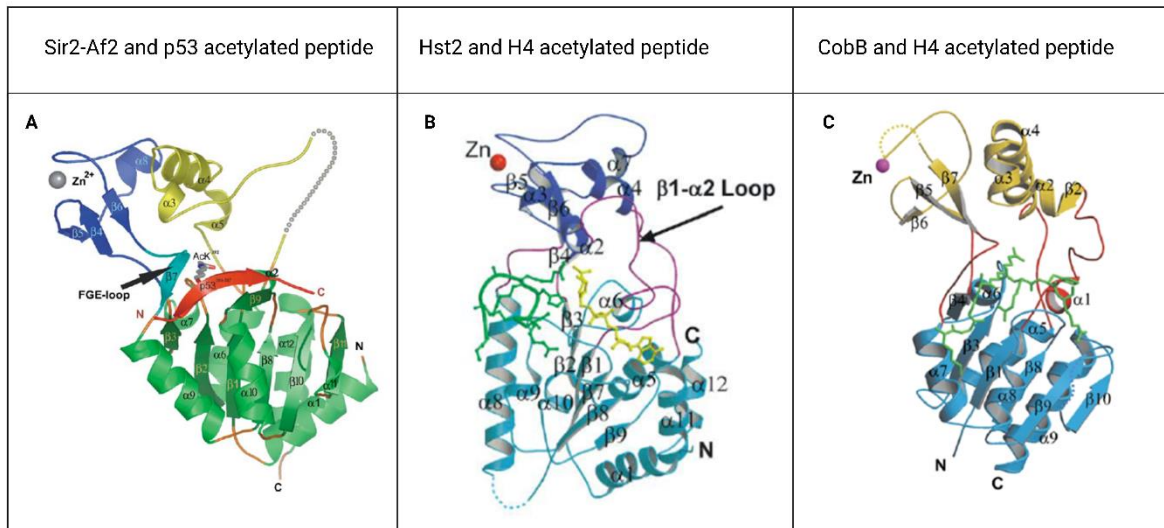 Sir2-Af2 and p53 acetylated peptide
Hst2 and H4 acetylated peptide
CobB and H4 acetylated peptide
A
α8
Zn²⁺
α4
α3
β6
α5
β5
β4
AcK
β7
p53
α2
FGE-loop
C
N
β9
α7
β3
N
α6
α12
β11
β2
β8
β1
β10
α10
α9
α1
α11
C
B
Zn
α7
β5
α3
α4
β6
β1-α2 Loop
α2
β4
α6
β3
C
β2
β1
α5
α12
α9
β7
α8
α10
β8
α11
β9
N
α1
C
α4
Zn
β7
α3
α2
β2
β5
β6
α6
α1
β4
α5
β3
α7
β1
β8
α8
β10
β9
α9
N
C